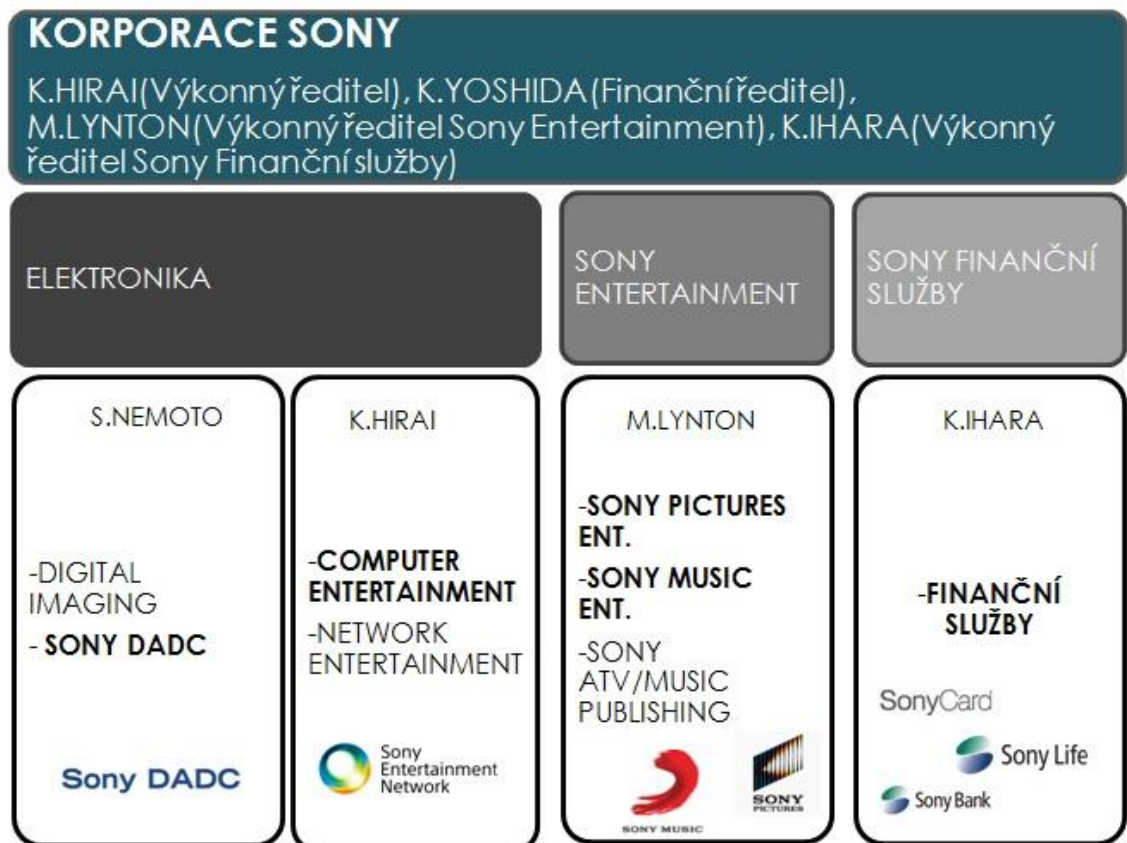 KORPORACE SONY
K.HIRAI(Výkonný ředitel), K.YOSHIDA(Finanční ředitel),
M.LYNTON(Výkonný ředitel Sony Entertainment), K.IHARA(Výkonný
ředitel Sony Finanční služby)
ELEKTRONIKA
SONY
ENTERTAINMENT
SONY FINANČNÍ
SLUŽBY
S.NEMOTO
-DIGITAL
IMAGING
- SONY DADC
Sony DADC
K.HIRAI
-COMPUTER
ENTERTAINMENT
-NETWORK
ENTERTAINMENT
Sony
Entertainment
Network
M.LYNTON
-SONY PICTURES
ENT.
-SONY MUSIC
ENT.
-SONY
ATV/MUSIC
PUBLISHING
SONY MUSIC
SONY
PICTURES
K.IHARA
-FINANČNÍ
SLUŽBY
SonyCard
Sony Life
Sony Bank